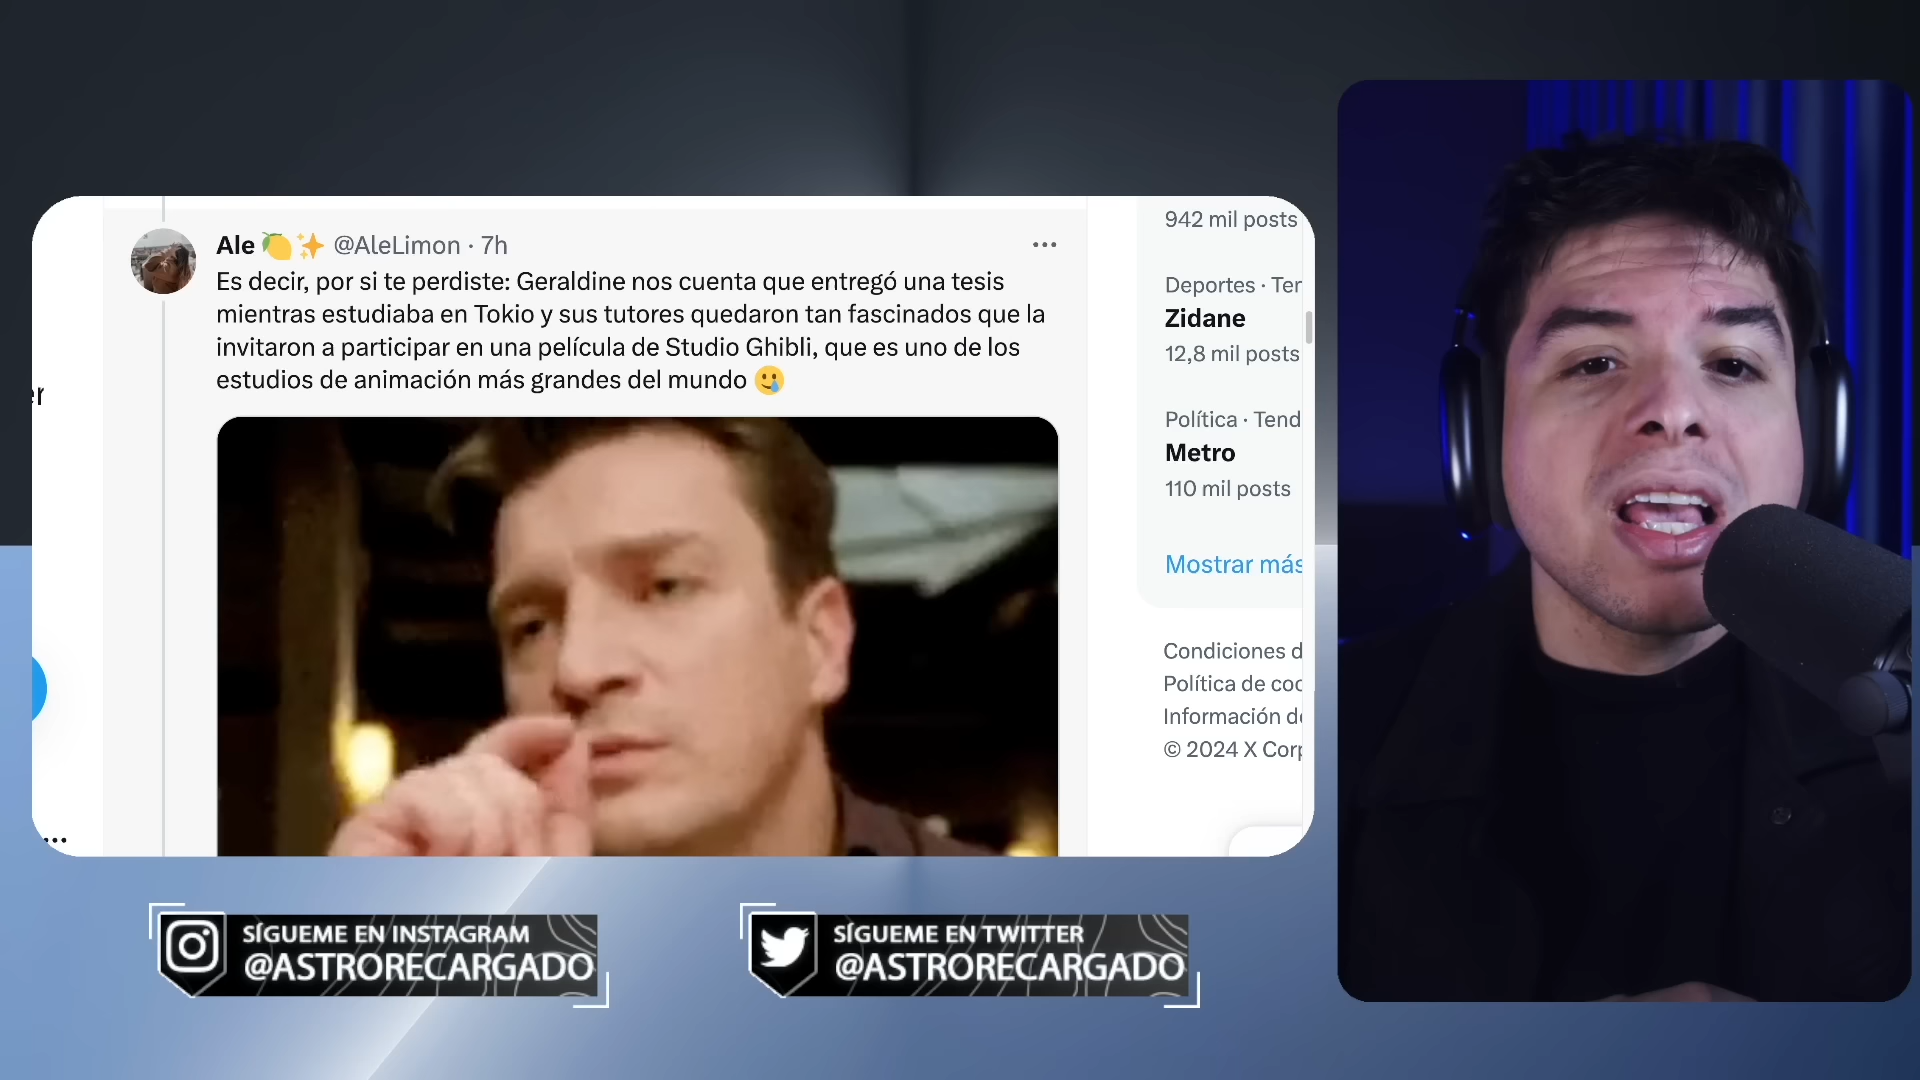 Ale 🍋✨ @AleLimon · 7h
Es decir, por si te perdiste: Geraldine nos cuenta que entregó una tesis
mientras estudiaba en Tokio y sus tutores quedaron tan fascinados que la
invitaron a participar en una película de Studio Ghibli, que es uno de los
estudios de animación más grandes del mundo 🥲
942 mil posts
Deportes · Ter
Zidane
12,8 mil posts
Política · Tend
Metro
110 mil posts
Mostrar más
Condiciones d
Política de coo
Información de
© 2024 X Corp
SÍGUEME EN INSTAGRAM
@ASTRORECARGADO
SÍGUEME EN TWITTER
@ASTRORECARGADO